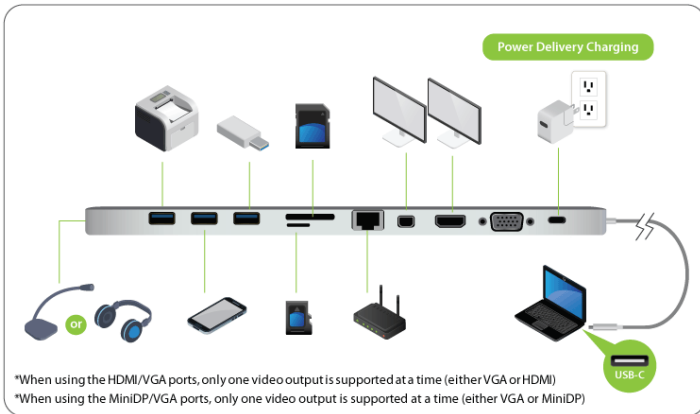 Power Delivery Charging
or
USB-C
*When using the HDMI/VGA ports, only one video output is supported at a time (either VGA or HDMI)
*When using the MiniDP/VGA ports, only one video output is supported at a time (either VGA or MiniDP)